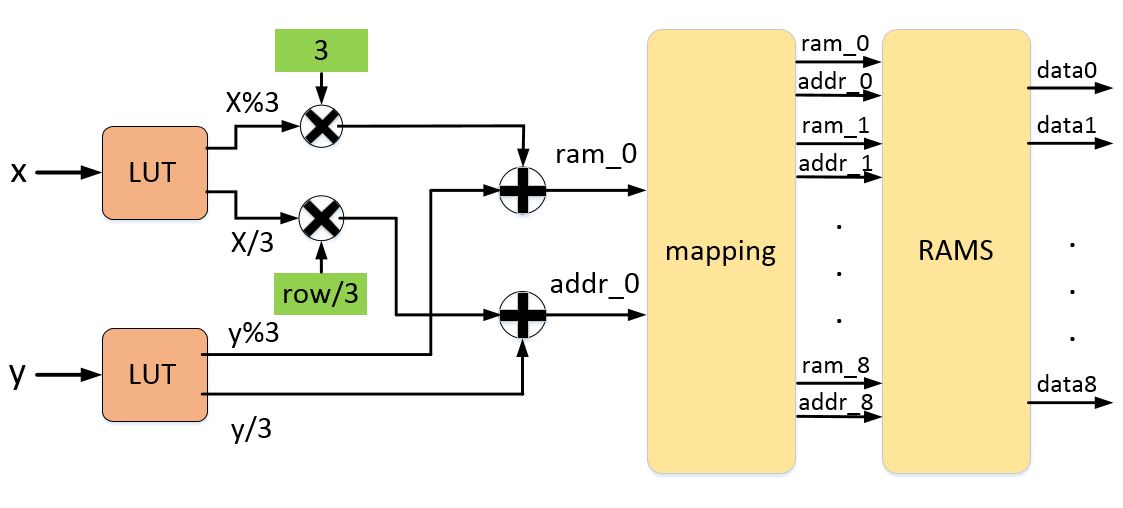 3
X%3
x
LUT
X/3
row/3
y%3
y
LUT
y/3
ram_0
addr_0
mapping
ram_0
addr_0
ram_1
addr_1
.
.
.
ram_8
addr_8
RAMS
data0
data1
.
.
.
data8